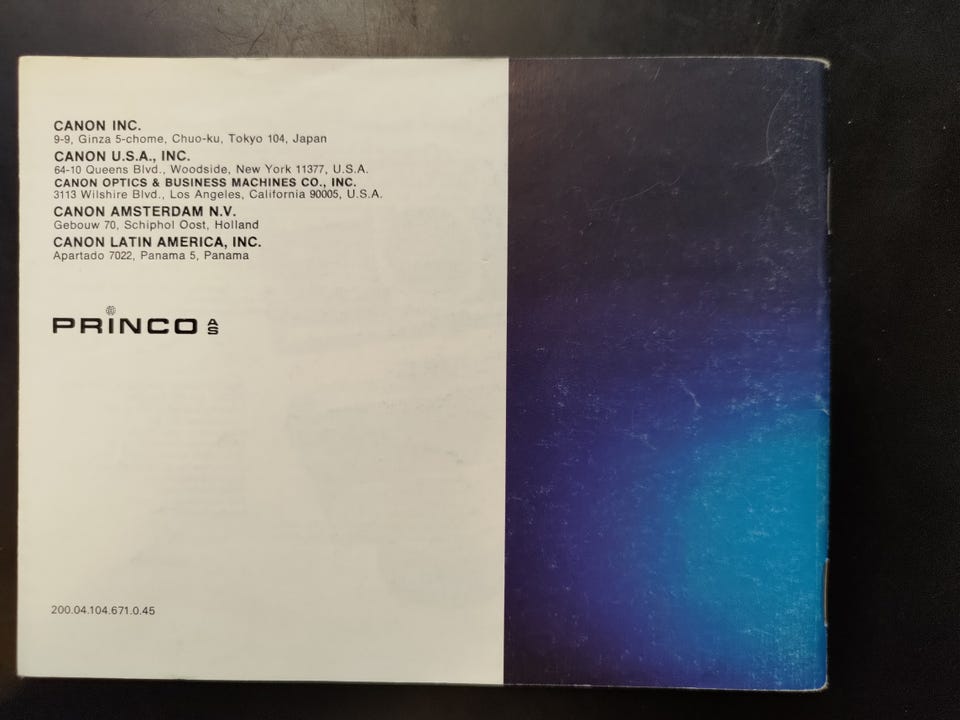 CANON INC.
9-9, Ginza 5-chome, Chuo-ku, Tokyo 104, Japan
CANON U.S.A., INC.
64-10 Queens Blvd., Woodside, New York 11377, U.S.A.
CANON OPTICS & BUSINESS MACHINES CO., INC.
3113 Wilshire Blvd., Los Angeles, California 90005, U.S.A.
CANON AMSTERDAM N.V.
Gebouw 70, Schiphol Oost, Holland
CANON LATIN AMERICA, INC.
Apartado 7022, Panama 5, Panama
PRINCO AS
200.04.104.671.0.45